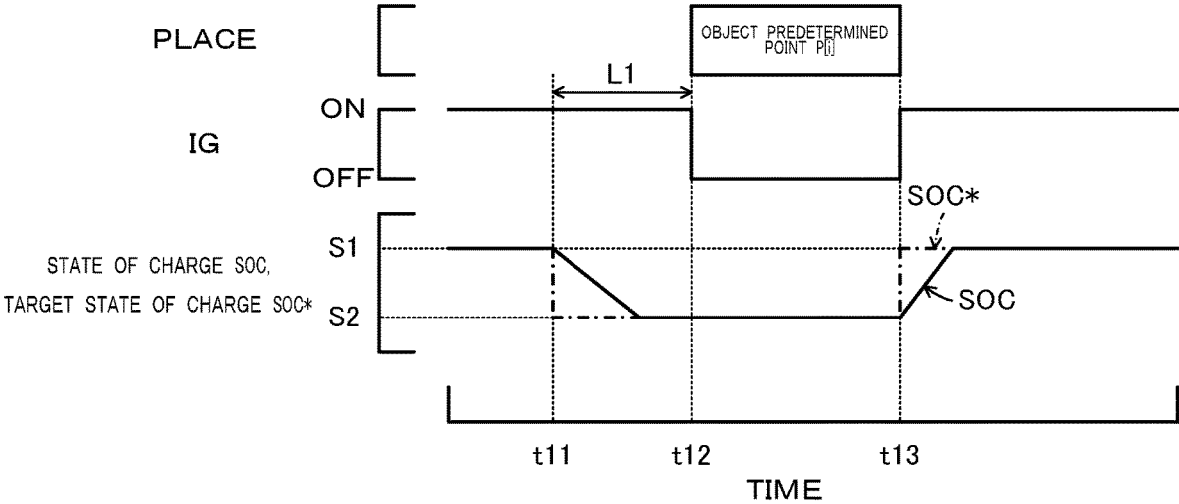 PLACE
OBJECT PREDETERMINED
POINT P[i]
L1
ON
IG
OFF
SOC*
S1
STATE OF CHARGE SOC,
TARGET STATE OF CHARGE SOC*
SOC
S2
t11
t12
t13
TIME